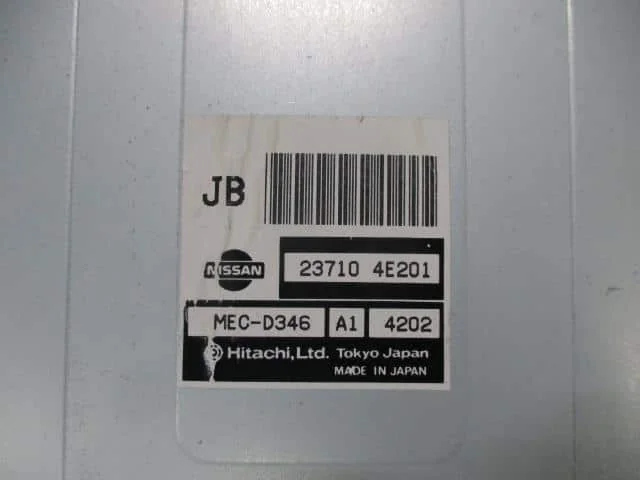 JB
NISSAN
23710 4E201
MEC-D346 A1 4202
Hitachi,Ltd. Tokyo Japan
MADE IN JAPAN